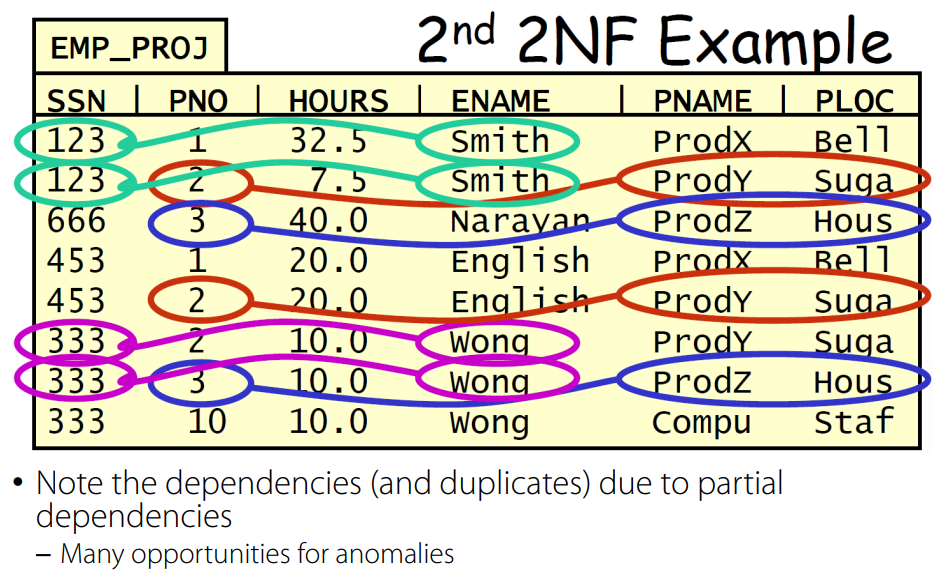 2nd 2NF Example
EMP_PROJ
SSN | PNO | HOURS | ENAME | PNAME | PLOC
123 1 32.5 Smith ProdX Bell
123 2 7.5 Smith ProdY Suga
666 3 40.0 Narayan ProdZ Hous
453 1 20.0 English ProdX Bell
453 2 20.0 English ProdY Suga
333 2 10.0 Wong ProdY Suga
333 3 10.0 Wong ProdZ Hous
333 10 10.0 Wong Compu Staf
• Note the dependencies (and duplicates) due to partial
dependencies
– Many opportunities for anomalies